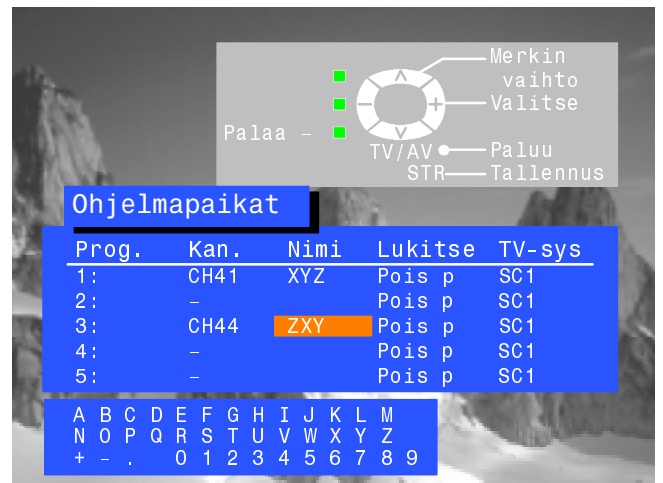 Merkin
vaihto
Valitse
Palaa -
TV/AV Paluu
STR Tallennus
Ohjelmapaikat
Prog. Kan. Nimi Lukitse TV-sys
1: CH41 XYZ Pois p SC1
2: - Pois p SC1
3: CH44 ZXY Pois p SC1
4: - Pois p SC1
5: - Pois p SC1
A B C D E F G H I J K L M
N O P Q R S T U V W X Y Z
+ - . 0 1 2 3 4 5 6 7 8 9